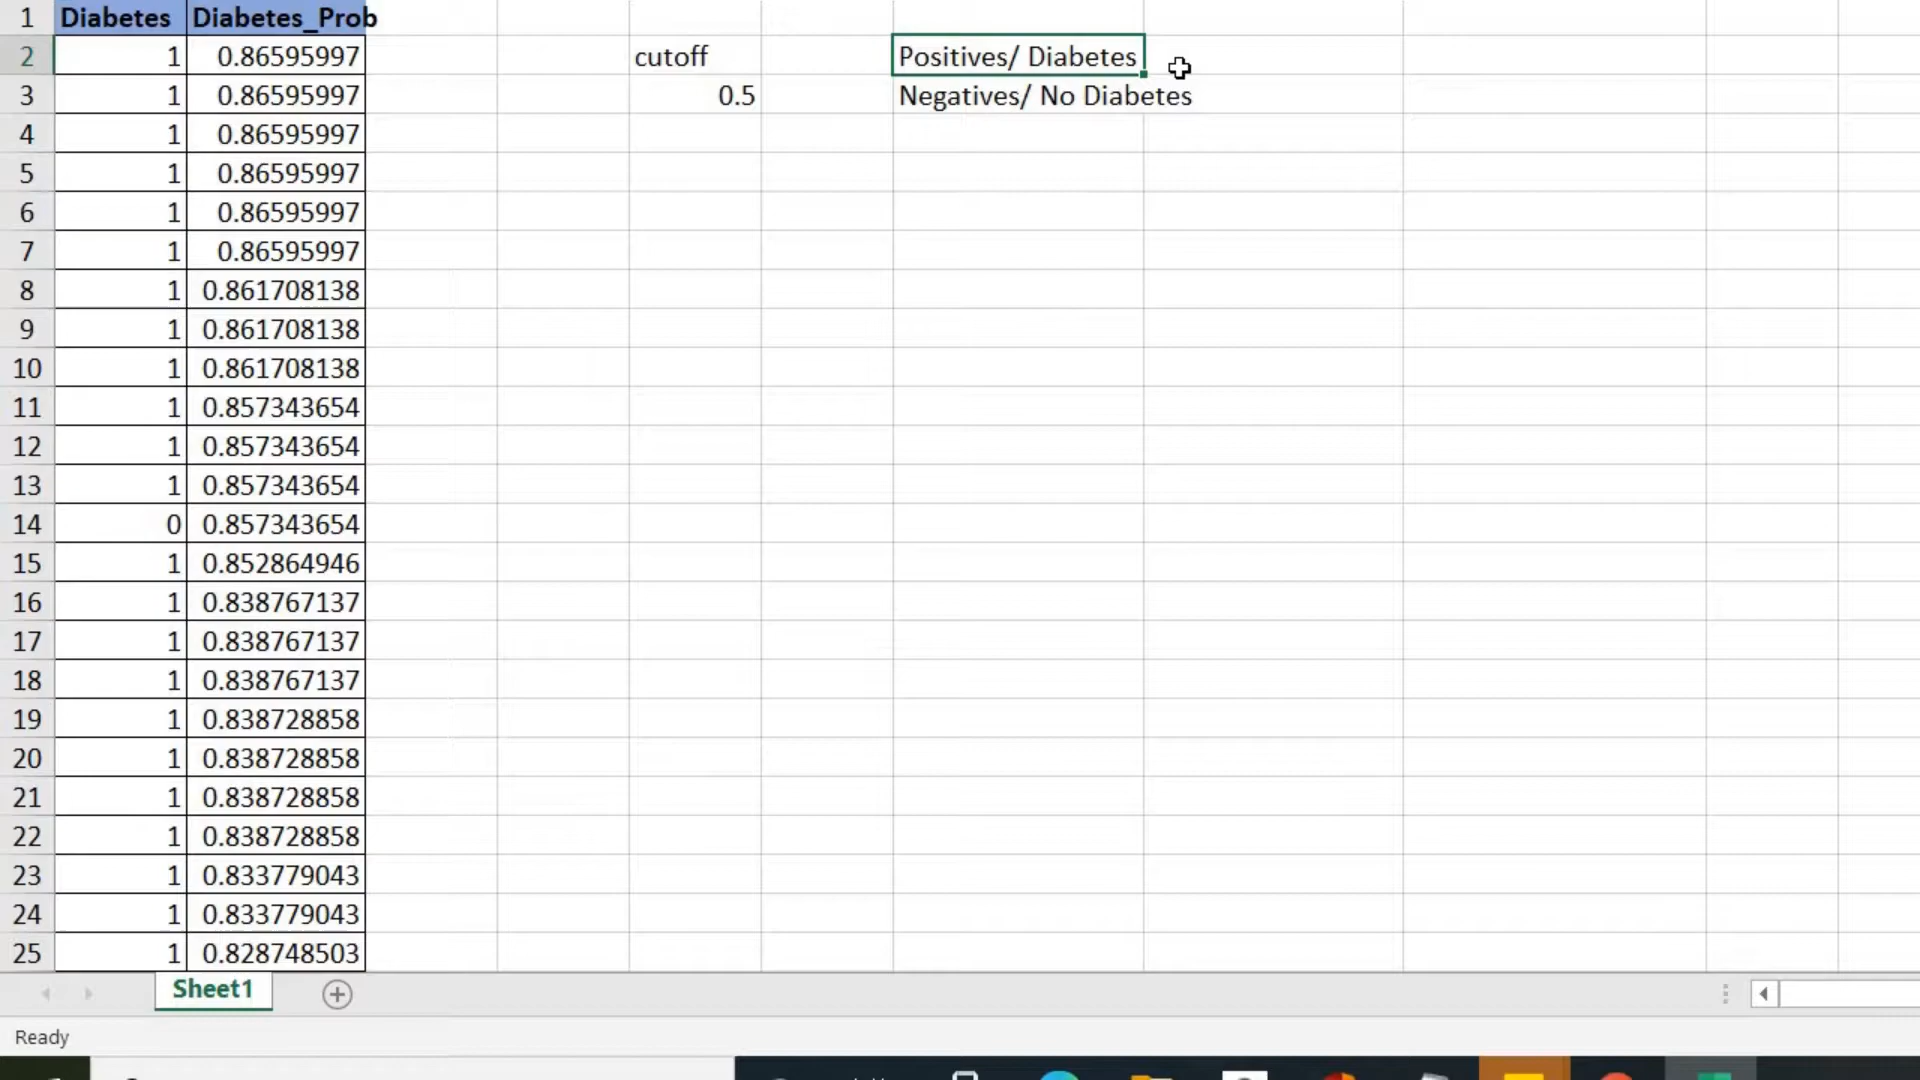 1 Diabetes Diabetes_Prob
2 1 0.86595997 cutoff Positives/ Diabetes
3 1 0.86595997 0.5 Negatives/ No Diabetes
4 1 0.86595997
5 1 0.86595997
6 1 0.86595997
7 1 0.86595997
8 1 0.861708138
9 1 0.861708138
10 1 0.861708138
11 1 0.857343654
12 1 0.857343654
13 1 0.857343654
14 0 0.857343654
15 1 0.852864946
16 1 0.838767137
17 1 0.838767137
18 1 0.838767137
19 1 0.838728858
20 1 0.838728858
21 1 0.838728858
22 1 0.838728858
23 1 0.833779043
24 1 0.833779043
25 1 0.828748503
Sheet1
Ready